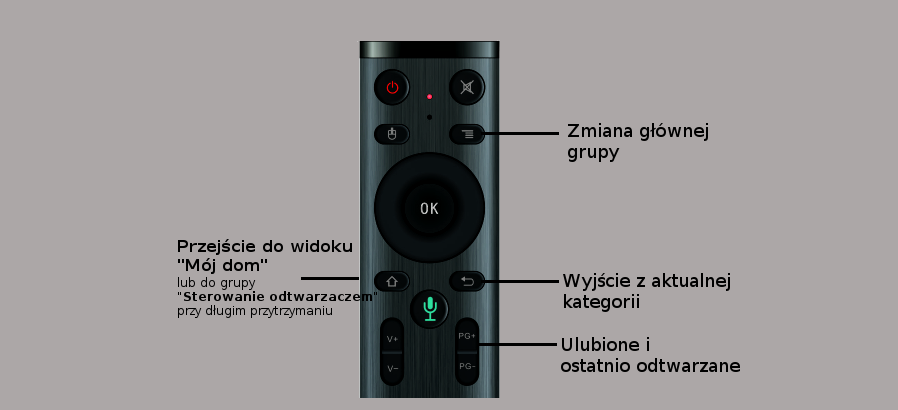 Zmiana głównej
grupy
OK
Przejście do widoku
"Mój dom"
lub do grupy
"Sterowanie odtwarzaczem"
przy długim przytrzymaniu
Wyjście z aktualnej
kategorii
V+
V−
PG+
PG−
Ulubione i
ostatnio odtwarzane